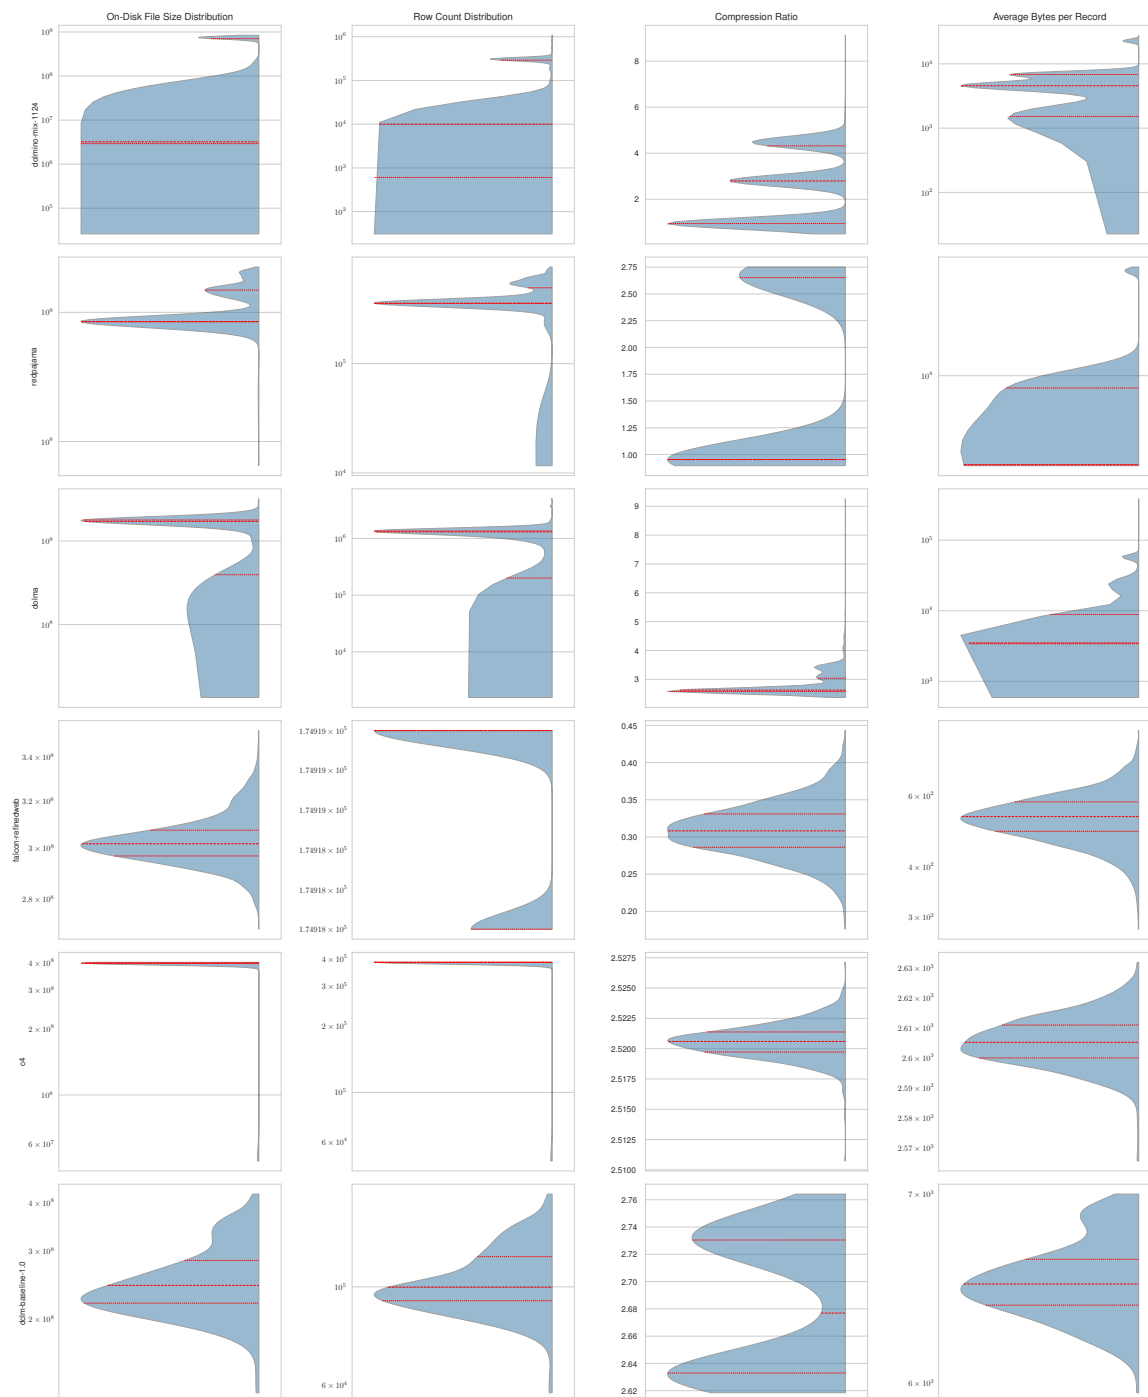 On-Disk File Size Distribution
Row Count Distribution
Compression Ratio
Average Bytes per Record
dolmino-mix-1124
10⁹
10⁸
10⁷
10⁶
10⁵
10⁶
10⁵
10⁴
10³
10²
8
6
4
2
10⁴
10³
10²
redpajama
10⁹
10⁸
10⁵
10⁴
2.75
2.50
2.25
2.00
1.75
1.50
1.25
1.00
10⁴
dolma
10⁹
10⁸
10⁶
10⁵
10⁴
9
8
7
6
5
4
3
10⁵
10⁴
10³
falcon-refinedweb
3.4 × 10⁸
3.2 × 10⁸
3 × 10⁸
2.8 × 10⁸
1.74919 × 10⁵
1.74919 × 10⁵
1.74919 × 10⁵
1.74918 × 10⁵
1.74918 × 10⁵
1.74918 × 10⁵
0.45
0.40
0.35
0.30
0.25
0.20
6 × 10²
4 × 10²
3 × 10²
c4
4 × 10⁸
3 × 10⁸
2 × 10⁸
10⁸
6 × 10⁷
4 × 10⁵
3 × 10⁵
2 × 10⁵
10⁵
6 × 10⁴
2.5275
2.5250
2.5225
2.5200
2.5175
2.5150
2.5125
2.5100
2.63 × 10³
2.62 × 10³
2.61 × 10³
2.6 × 10³
2.59 × 10³
2.58 × 10³
2.57 × 10³
dclm-baseline-1.0
4 × 10⁸
3 × 10⁸
2 × 10⁸
10⁵
6 × 10⁴
2.76
2.74
2.72
2.70
2.68
2.66
2.64
2.62
7 × 10³
6 × 10³